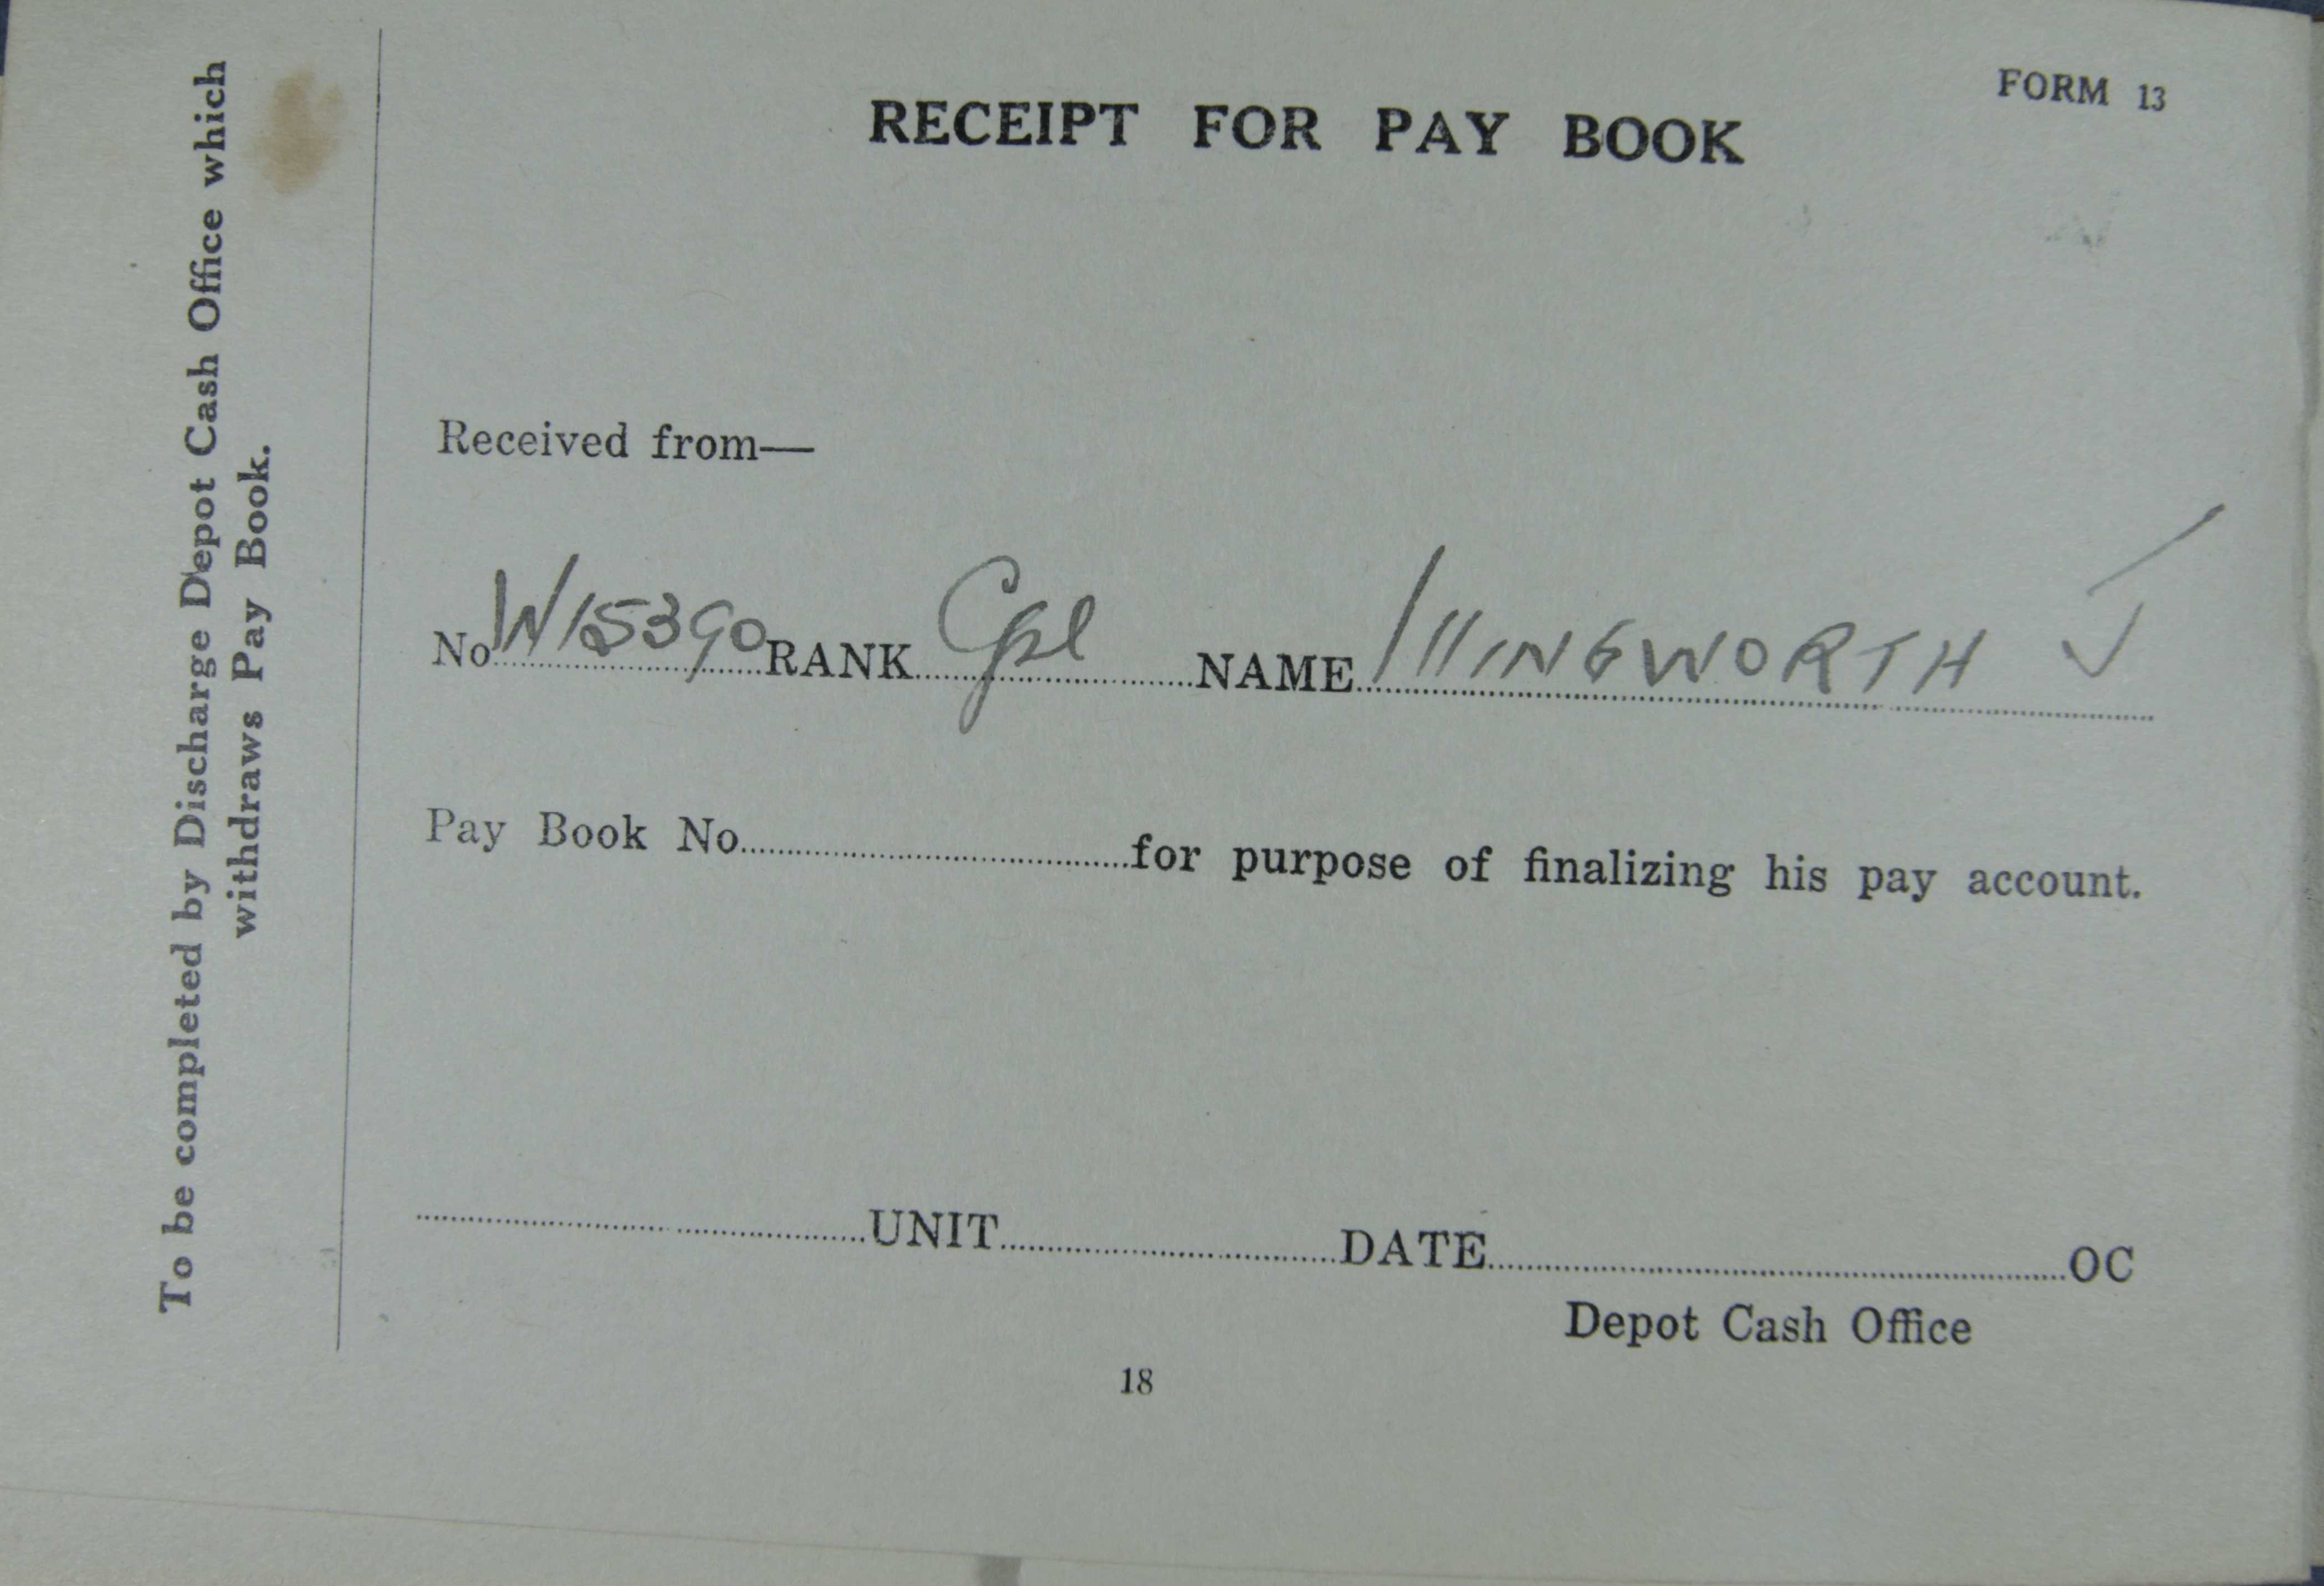 FORM 13
RECEIPT FOR PAY BOOK
To be completed by Discharge Depot Cash Office which
withdraws Pay Book.
Received from—
No W15390 RANK Cpl NAME IllINGWORTH J
Pay Book No. for purpose of finalizing his pay account.
UNIT DATE OC
Depot Cash Office
18